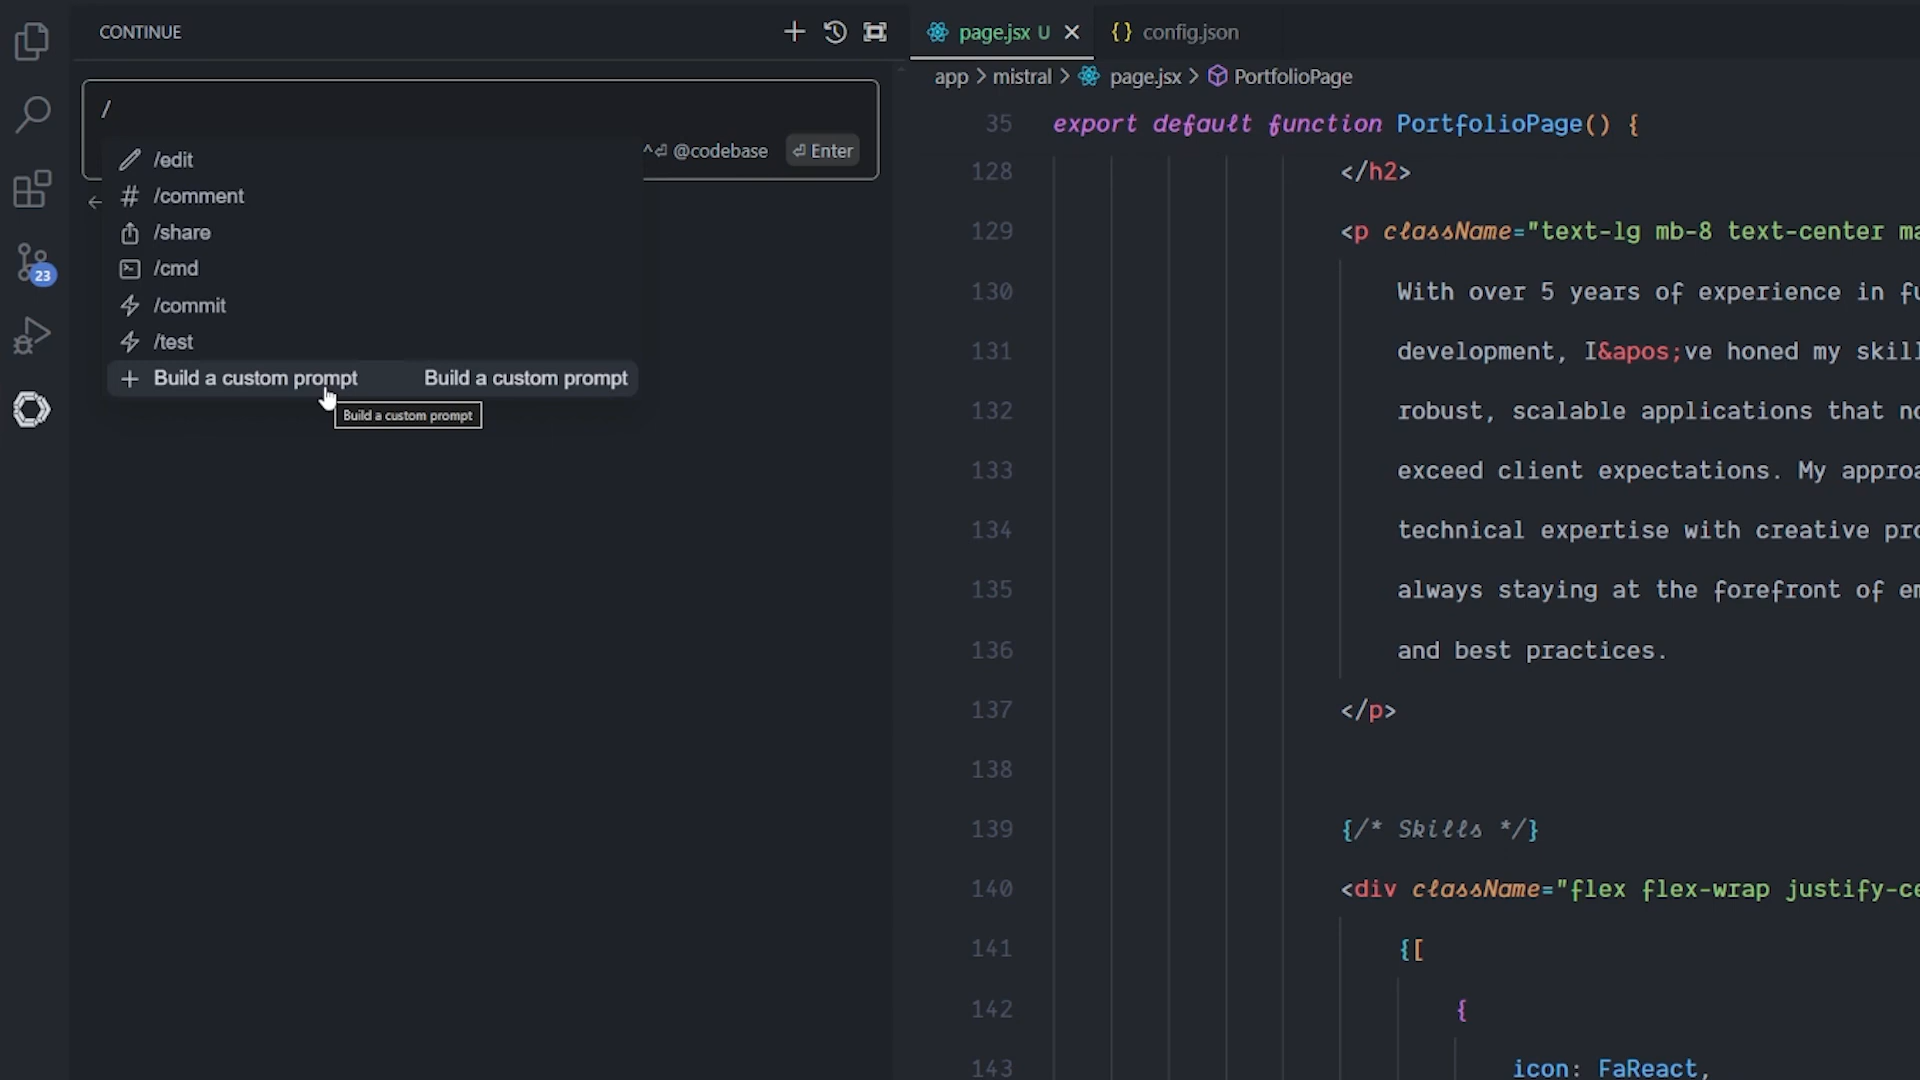 CONTINUE
/
^⏎ @codebase ⏎ Enter
/edit
# /comment
/share
/cmd
/commit
/test
+ Build a custom prompt Build a custom prompt
Build a custom prompt
23
page.jsx U
{} config.json
app > mistral > page.jsx > PortfolioPage
35 export default function PortfolioPage() {
128 </h2>
129 <p className="text-lg mb-8 text-center
130 With over 5 years of experience in
131 development, I&apos;ve honed my
132 robust, scalable applications that
133 exceed client expectations. My
134 technical expertise with creative
135 always staying at the forefront of
136 and best practices.
137 </p>
138
139 {/* Skills */}
140 <div className="flex flex-wrap
141 {[
142 {
143 icon: FaReact,